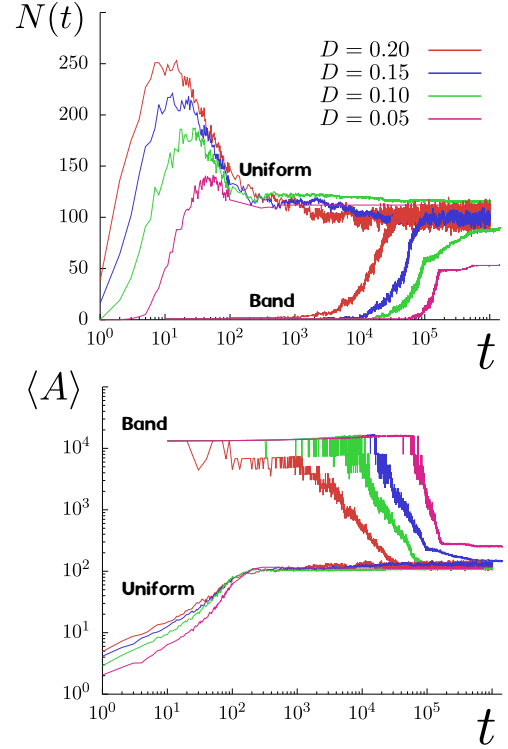 N(t)
D = 0.20
D = 0.15
D = 0.10
D = 0.05
250
200
150
100
50
0
Uniform
Band
10^0 10^1 10^2 10^3 10^4 10^5
t
⟨A⟩
Band
10^4
10^3
10^2
Uniform
10^1
10^0
10^0 10^1 10^2 10^3 10^4 10^5
t